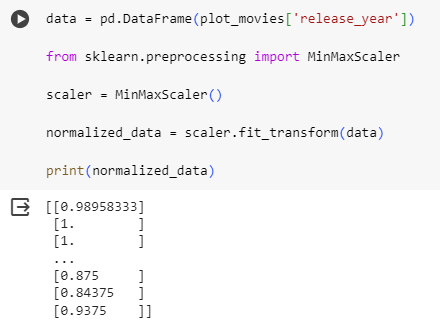 data = pd.DataFrame(plot_movies['release_year'])
from sklearn.preprocessing import MinMaxScaler
scaler = MinMaxScaler()
normalized_data = scaler.fit_transform(data)
print(normalized_data)
[[0.98958333]
 [1.        ]
 [1.        ]
 ...
 [0.875     ]
 [0.84375   ]
 [0.9375    ]]